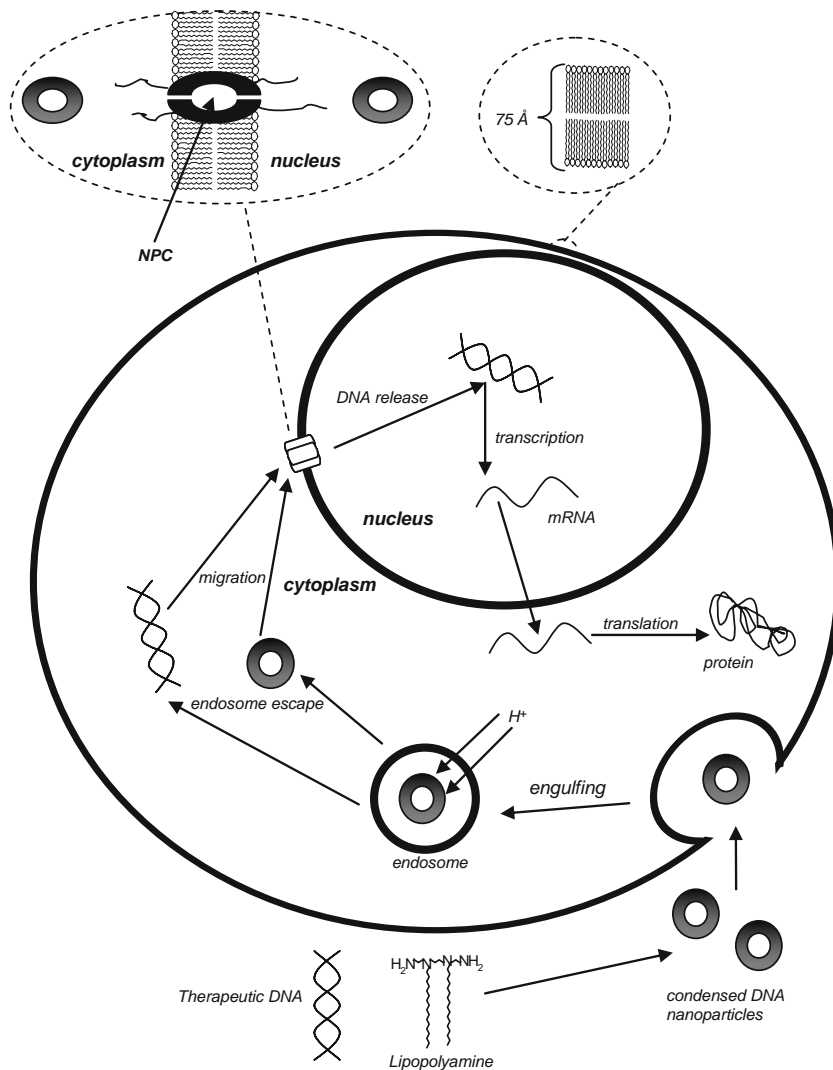 cytoplasm
nucleus
NPC
75 Å
DNA release
transcription
nucleus
mRNA
migration
cytoplasm
translation
protein
endosome escape
H⁺
engulfing
endosome
H₂N N N NH₂
Therapeutic DNA
condensed DNA
nanoparticles
Lipopolyamine